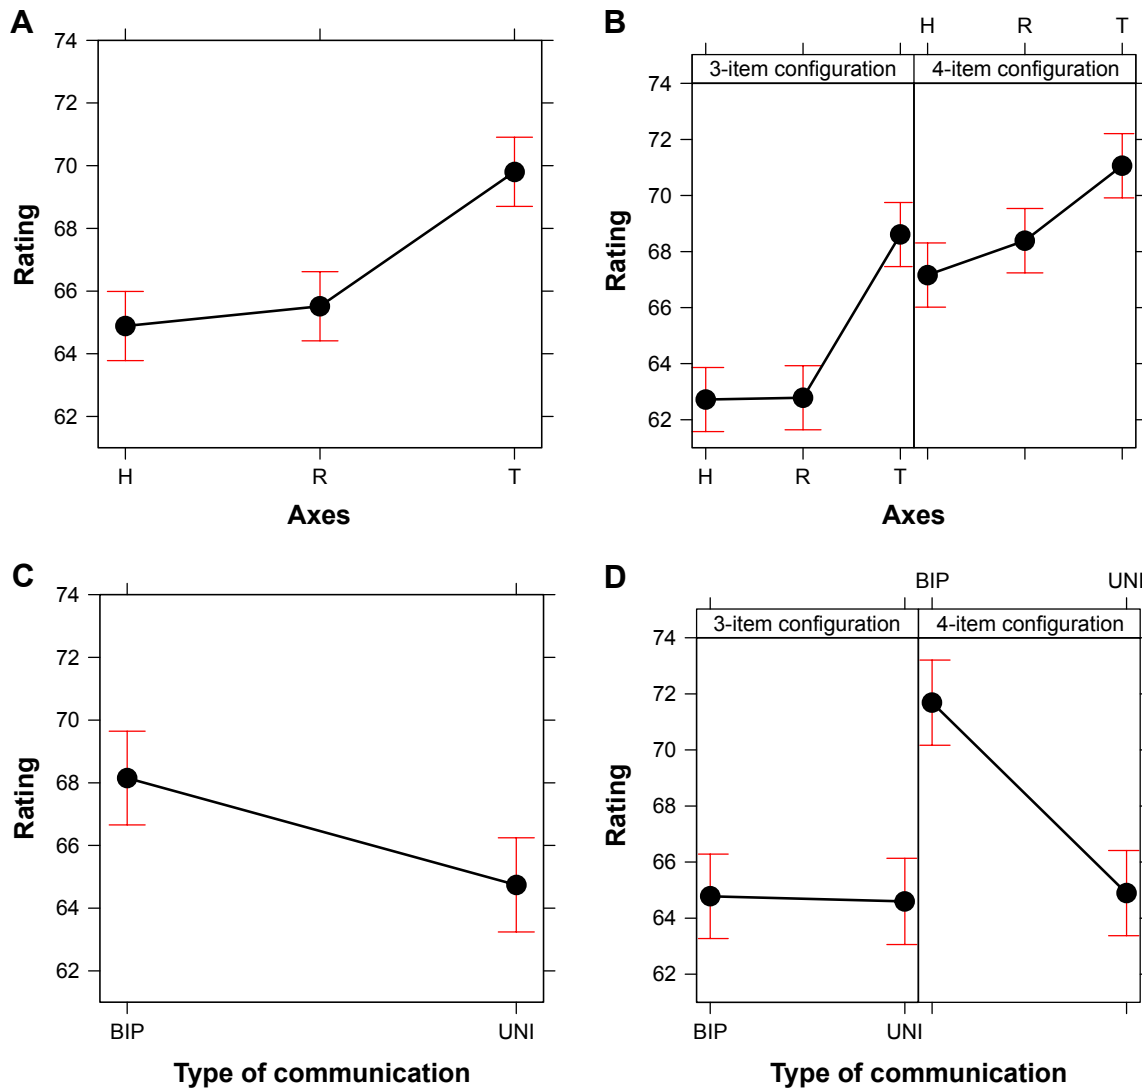 A
74
72
70
68
66
64
62
Rating
H R T
Axes
B
H R T
3-item configuration 4-item configuration
74
72
70
68
66
64
62
Rating
H R T
Axes
C
74
72
70
68
66
64
62
Rating
BIP UNI
Type of communication
D
BIP UNI
3-item configuration 4-item configuration
74
72
70
68
66
64
62
Rating
BIP UNI
Type of communication